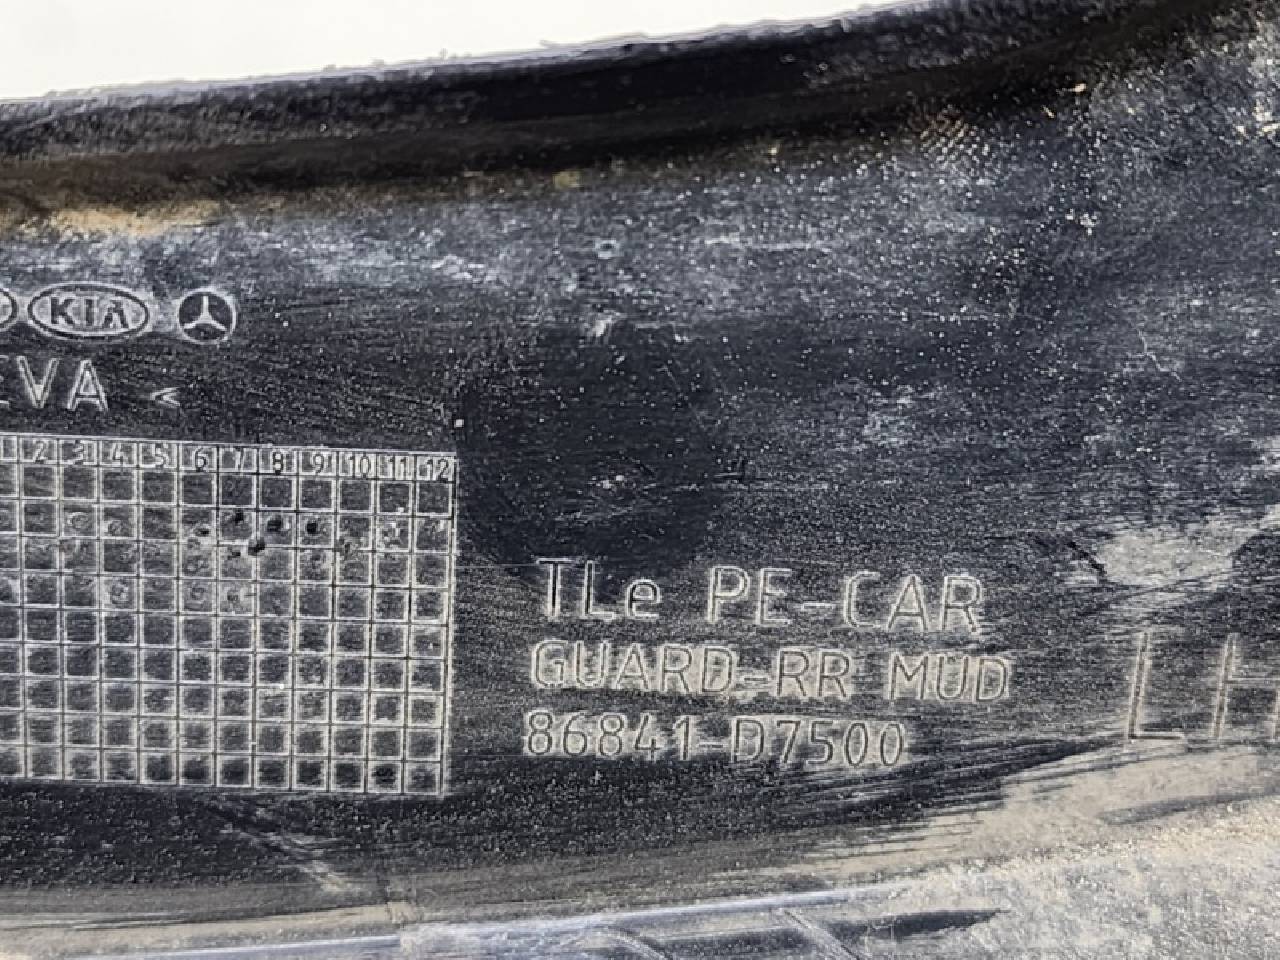 KIA
EVA <
1 2 3 4 5 6 7 8 9 10 11 12
TLe PE-CAR
GUARD-RR MUD
86841-D7500
LH